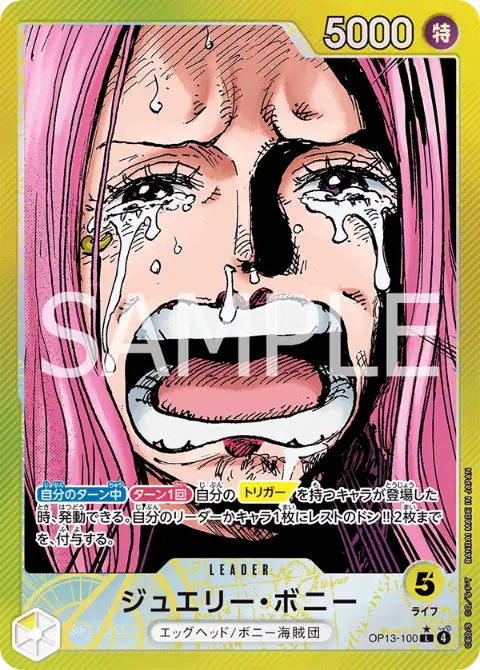 5000
特
SAMPLE
自分のターン中 ターン1回 自分の トリガー を持つキャラが登場した
時、発動できる。自分のリーダーかキャラ1枚にレストのドン!!2枚まで
を、付与する。
LEADER
ジュエリー・ボニー
エッグヘッド/ボニー海賊団
5
ライフ
OP13-100 L 4
BANDAI MADE IN JAPAN